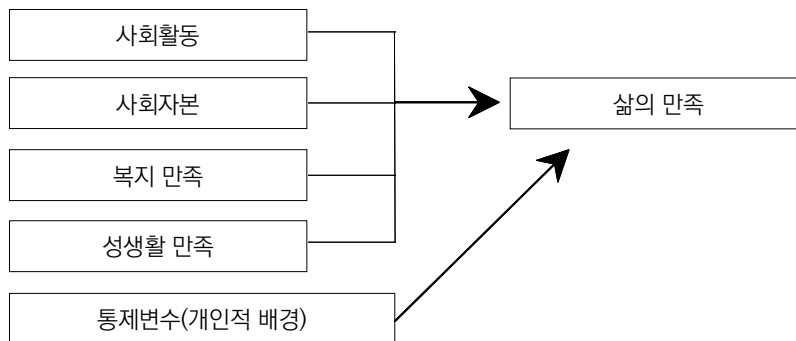 사회활동
사회자본
삶의 만족
복지 만족
성생활 만족
통제변수(개인적 배경)